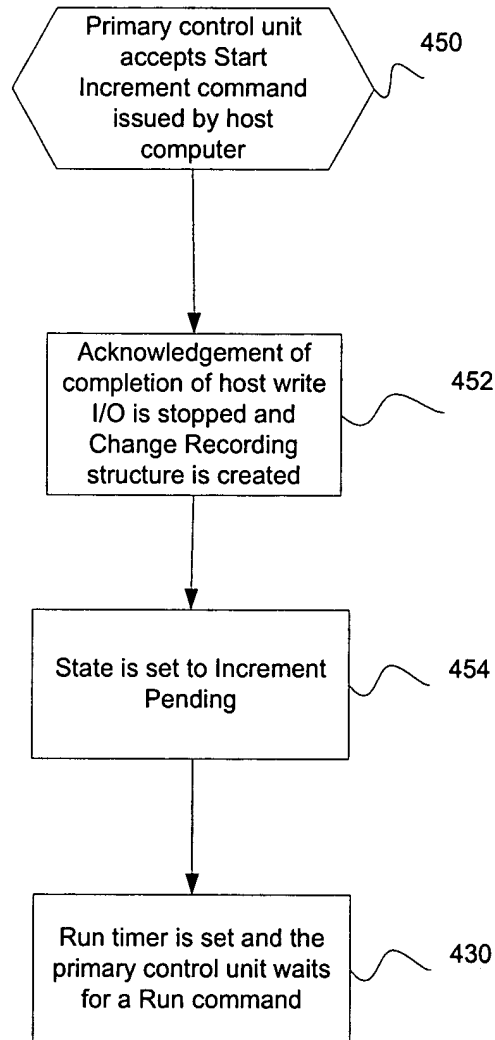 Primary control unit
accepts Start
Increment command
issued by host
computer
450
Acknowledgement of
completion of host write
I/O is stopped and
Change Recording
structure is created
452
State is set to Increment
Pending
454
Run timer is set and the
primary control unit waits
for a Run command
430